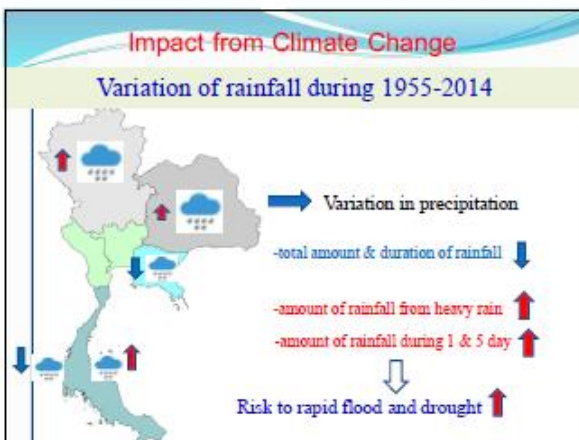 Impact from Climate Change
Variation of rainfall during 1955-2014
Variation in precipitation
-total amount & duration of rainfall
-amount of rainfall from heavy rain
-amount of rainfall during 1 & 5 day
Risk to rapid flood and drought